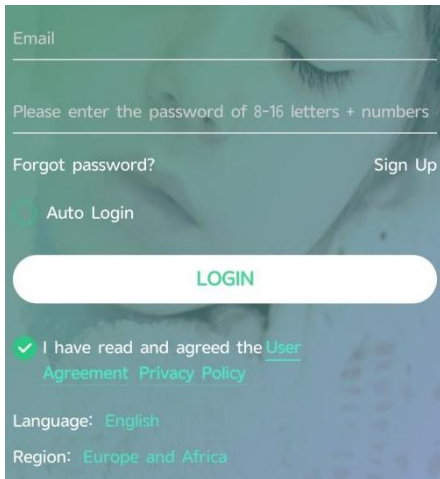 Email
Please enter the password of 8-16 letters + numbers
Forgot password?
Sign Up
Auto Login
LOGIN
I have read and agreed the User
Agreement Privacy Policy
Language: English
Region: Europe and Africa